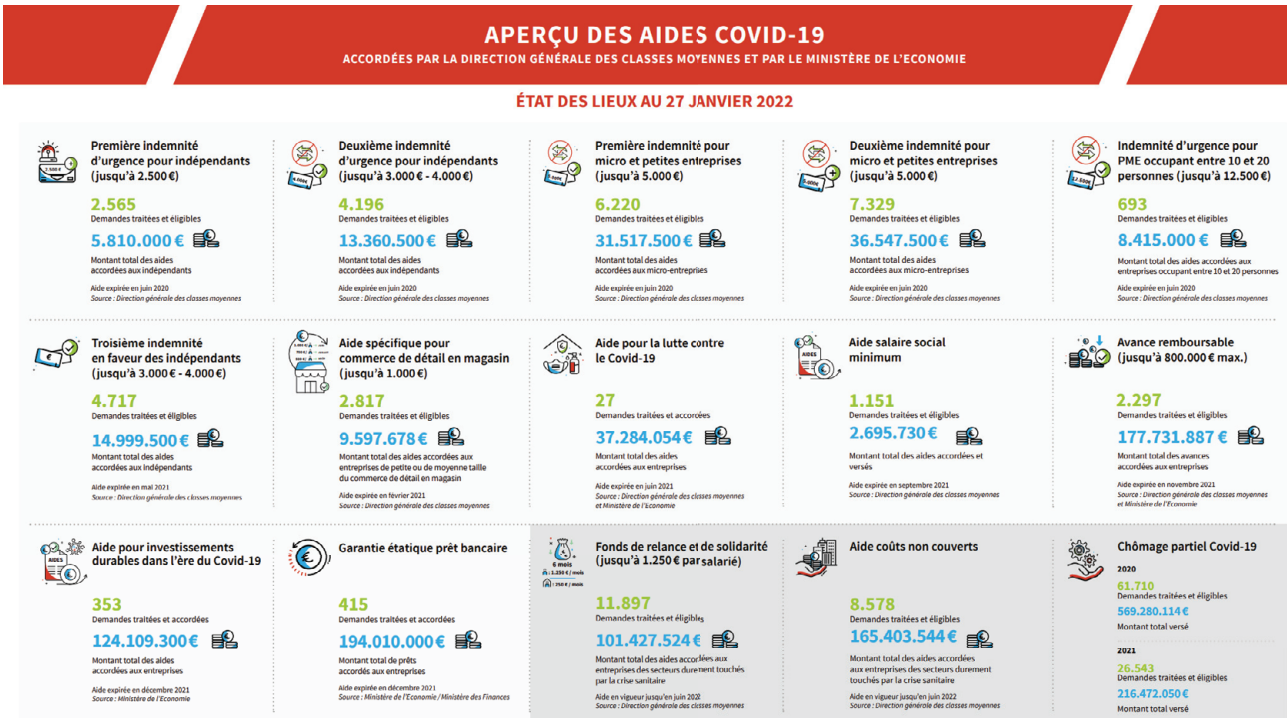 APERÇU DES AIDES COVID-19
ACCORDÉES PAR LA DIRECTION GÉNÉRALE DES CLASSES MOYENNES ET PAR LE MINISTÈRE DE L'ECONOMIE
ÉTAT DES LIEUX AU 27 JANVIER 2022
Première indemnité
d'urgence pour indépendants
(jusqu'à 2.500 €)
2.565
Demandes traitées et éligibles
5.810.000 €
Montant total des aides
accordées aux indépendants
Aide expirée en juin 2020
Source : Direction générale des classes moyennes
Deuxième indemnité
d'urgence pour indépendants
(jusqu'à 3.000 € - 4.000 €)
4.196
Demandes traitées et éligibles
13.360.500 €
Montant total des aides
accordées aux indépendants
Aide expirée en juin 2020
Source : Direction générale des classes moyennes
Première indemnité pour
micro et petites entreprises
(jusqu'à 5.000 €)
6.220
Demandes traitées et éligibles
31.517.500 €
Montant total des aides
accordées aux micro-entreprises
Aide expirée en juin 2020
Source : Direction générale des classes moyennes
Deuxième indemnité pour
micro et petites entreprises
(jusqu'à 5.000 €)
7.329
Demandes traitées et éligibles
36.547.500 €
Montant total des aides
accordées aux micro-entreprises
Aide expirée en juin 2020
Source : Direction générale des classes moyennes
Indemnité d'urgence pour
PME occupant entre 10 et 20
personnes (jusqu'à 12.500 €)
693
Demandes traitées et éligibles
8.415.000 €
Montant total des aides accordées aux
entreprises occupant entre 10 et 20 personnes
Aide expirée en juin 2020
Source : Direction générale des classes moyennes
Troisième indemnité
en faveur des indépendants
(jusqu'à 3.000 € - 4.000 €)
4.717
Demandes traitées et éligibles
14.999.500 €
Montant total des aides
accordées aux indépendants
Aide expirée en mai 2021
Source : Direction générale des classes moyennes
Aide spécifique pour
commerce de détail en magasin
(jusqu'à 1.000 €)
2.817
Demandes traitées et éligibles
9.597.678 €
Montant total des aides accordées aux
entreprises de petite ou de moyenne taille
du commerce de détail en magasin
Aide expirée en février 2021
Source : Direction générale des classes moyennes
Aide pour la lutte contre
le Covid-19
27
Demandes traitées et accordées
37.284.054 €
Montant total des aides
accordées aux entreprises
Aide expirée en juin 2021
Source : Direction générale des classes moyennes
et Ministère de l'Economie
AIDES
Aide salaire social
minimum
1.151
Demandes traitées et éligibles
2.695.730 €
Montant total des aides accordées et
versés
Aide expirée en septembre 2021
Source : Direction générale des classes moyennes
Avance remboursable
(jusqu'à 800.000 € max.)
2.297
Demandes traitées et éligibles
177.731.887 €
Montant total des avances
accordées aux entreprises
Aide expirée en novembre 2021
Source : Direction générale des classes moyennes
et Ministère de l'Economie
AIDES
Aide pour investissements
durables dans l'ère du Covid-19
353
Demandes traitées et accordées
124.109.300 €
Montant total des aides
accordées aux entreprises
Aide expirée en décembre 2021
Source : Ministère de l'Economie
Garantie étatique prêt bancaire
415
Demandes traitées et accordées
194.010.000 €
Montant total de prêts
accordés aux entreprises
Aide expirée en décembre 2021
Source : Ministère de l'Economie / Ministère des Finances
6 mois
: 1.250 € / mois
: 250 € / mois
Fonds de relance et de solidarité
(jusqu'à 1.250 € par salarié)
11.897
Demandes traitées et éligibles
101.427.524 €
Montant total des aides accordées aux
entreprises des secteurs durement touchés
par la crise sanitaire
Aide en vigueur jusqu'en juin 202
Source : Direction générale des classes moyennes
Aide coûts non couverts
8.578
Demandes traitées et éligibles
165.403.544 €
Montant total des aides accordées
aux entreprises des secteurs durement
touchés par la crise sanitaire
Aide en vigueur jusqu'en juin 2022
Source : Direction générale des classes moyennes
Chômage partiel Covid-19
2020
61.710
Demandes traitées et éligibles
569.280.114 €
Montant total versé
2021
26.543
Demandes traitées et éligibles
216.472.050 €
Montant total versé